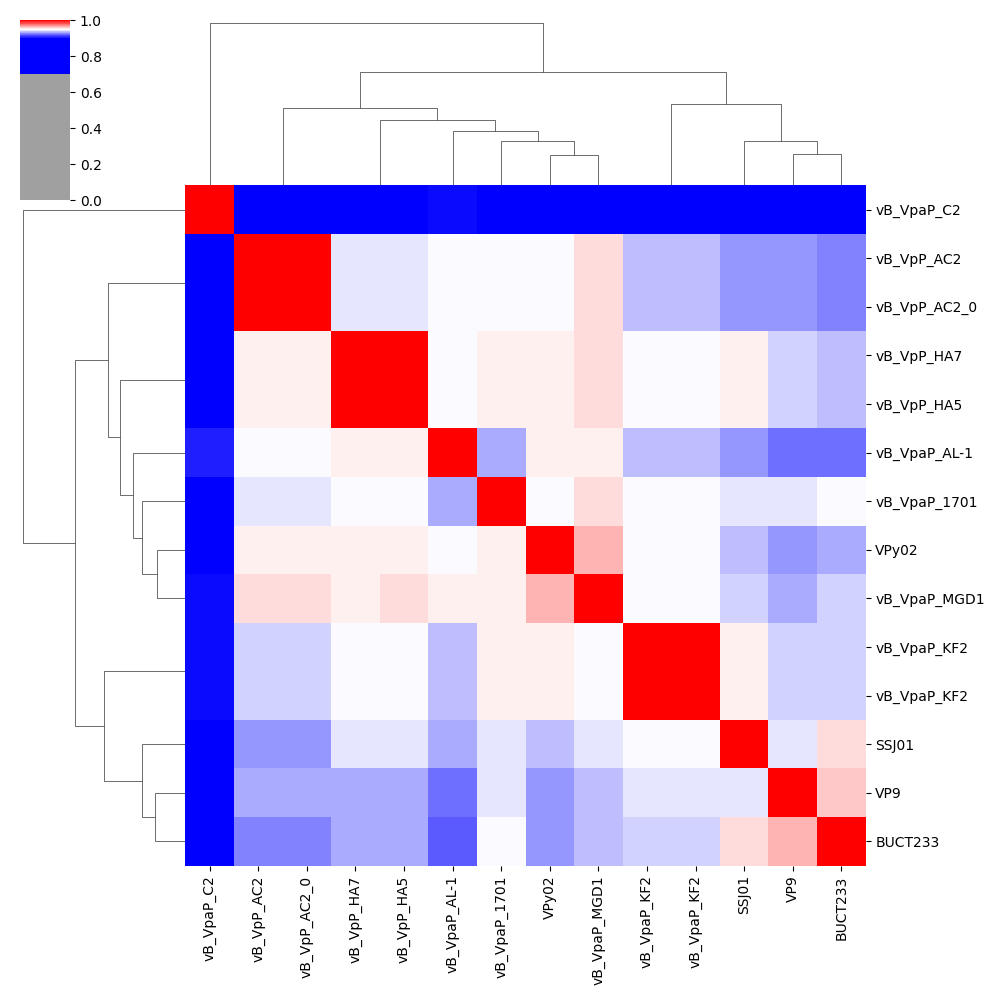 1.0
0.8
0.6
0.4
0.2
0.0
vB_VpaP_C2
vB_VpP_AC2
vB_VpP_AC2_0
vB_VpP_HA7
vB_VpP_HA5
vB_VpaP_AL-1
vB_VpaP_1701
VPy02
vB_VpaP_MGD1
vB_VpaP_KF2
vB_VpaP_KF2
SSJ01
VP9
BUCT233
vB_VpaP_C2
vB_VpP_AC2
vB_VpP_AC2_0
vB_VpP_HA7
vB_VpP_HA5
vB_VpaP_AL-1
vB_VpaP_1701
VPy02
vB_VpaP_MGD1
vB_VpaP_KF2
vB_VpaP_KF2
SSJ01
VP9
BUCT233